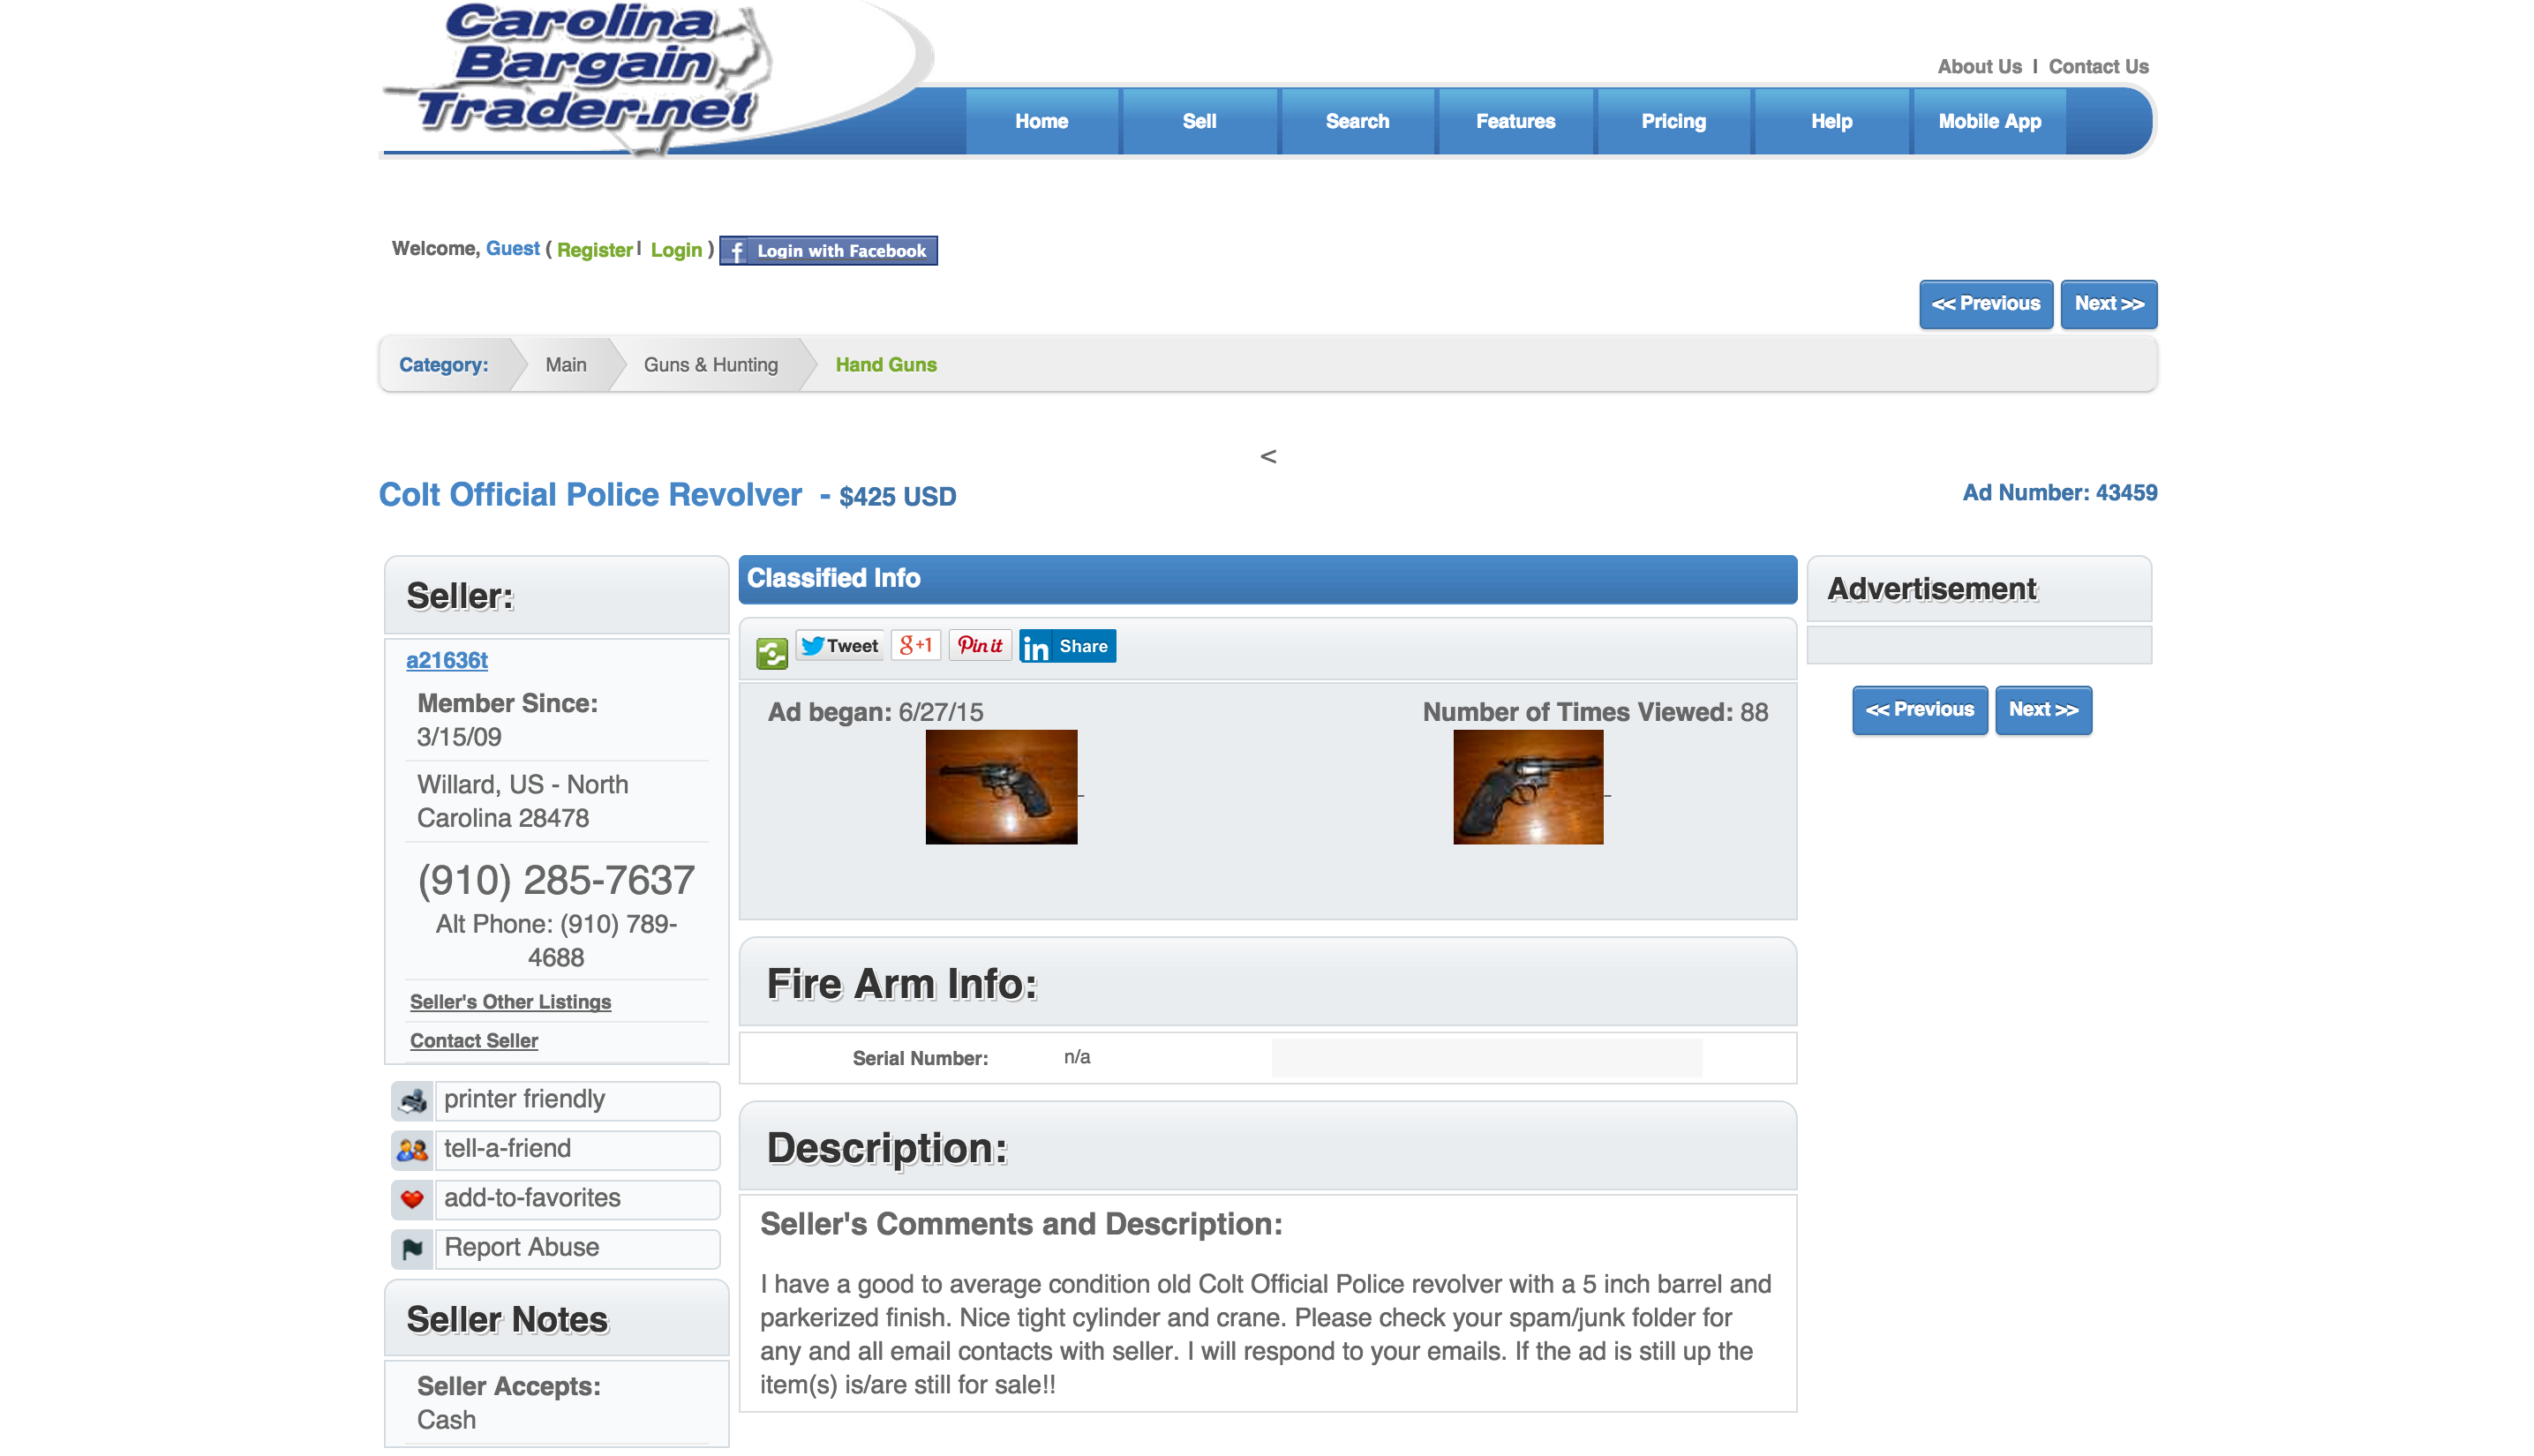 Carolina
Bargain
Trader.net
About Us | Contact Us
Home Sell Search Features Pricing Help Mobile App
Welcome, Guest ( Register | Login ) f Login with Facebook
<< Previous Next >>
Category: Main Guns & Hunting Hand Guns
<
Colt Official Police Revolver - $425 USD
Ad Number: 43459
Seller:
a21636t
Member Since:
3/15/09
Willard, US - North
Carolina 28478
(910) 285-7637
Alt Phone: (910) 789-
4688
Seller's Other Listings
Contact Seller
printer friendly
tell-a-friend
add-to-favorites
Report Abuse
Seller Notes
Seller Accepts:
Cash
Classified Info
Tweet g+1 Pin it in Share
Ad began: 6/27/15 Number of Times Viewed: 88
Fire Arm Info:
Serial Number: n/a
Description:
Seller's Comments and Description:
I have a good to average condition old Colt Official Police revolver with a 5 inch barrel and
parkerized finish. Nice tight cylinder and crane. Please check your spam/junk folder for
any and all email contacts with seller. I will respond to your emails. If the ad is still up the
item(s) is/are still for sale!!
Advertisement
<< Previous Next >>